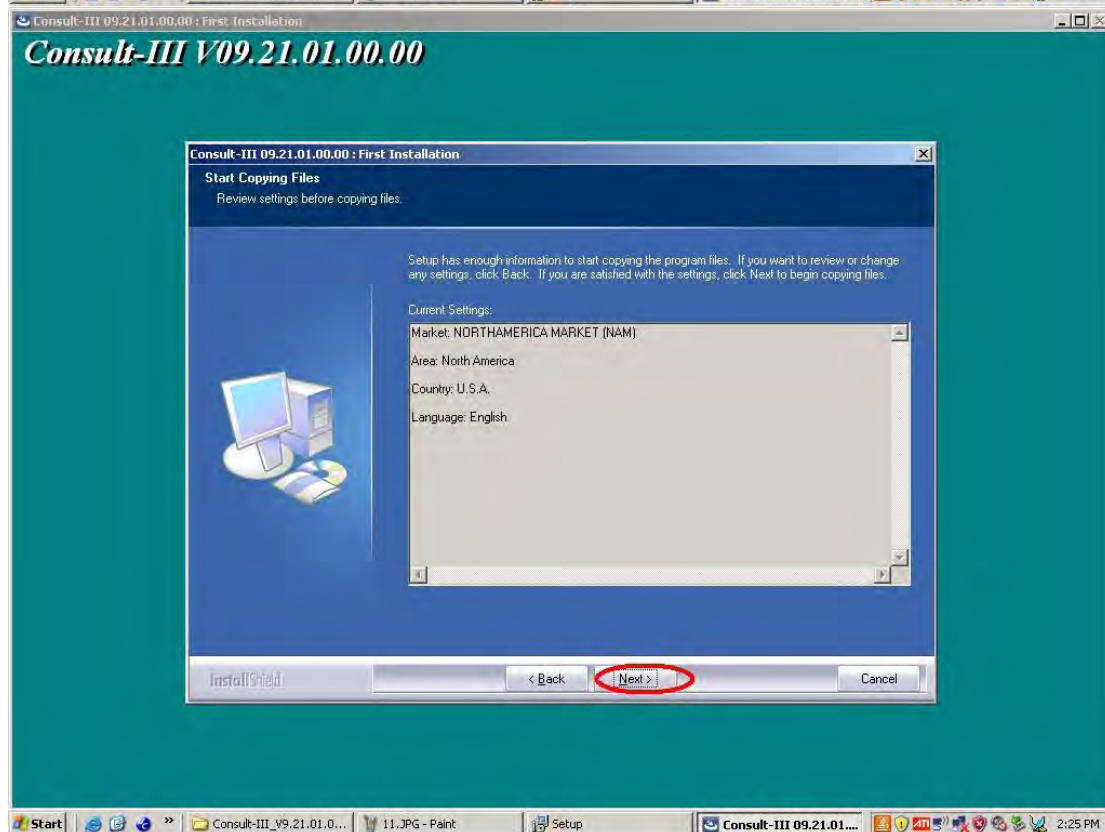 Consult-III 09.21.01.00.00 : First Installation
Consult-III V09.21.01.00.00
Consult-III 09.21.01.00.00 : First Installation
Start Copying Files
Review settings before copying files.
Setup has enough information to start copying the program files. If you want to review or change
any settings, click Back. If you are satisfied with the settings, click Next to begin copying files.
Current Settings:
Market: NORTHAMERICA MARKET (NAM)
Area: North America
Country: U.S.A.
Language: English
InstallShield
< Back
Next >
Cancel
Start
Consult-III_V9.21.01.0...
11.JPG - Paint
Setup
Consult-III 09.21.01....
ATI
2:25 PM